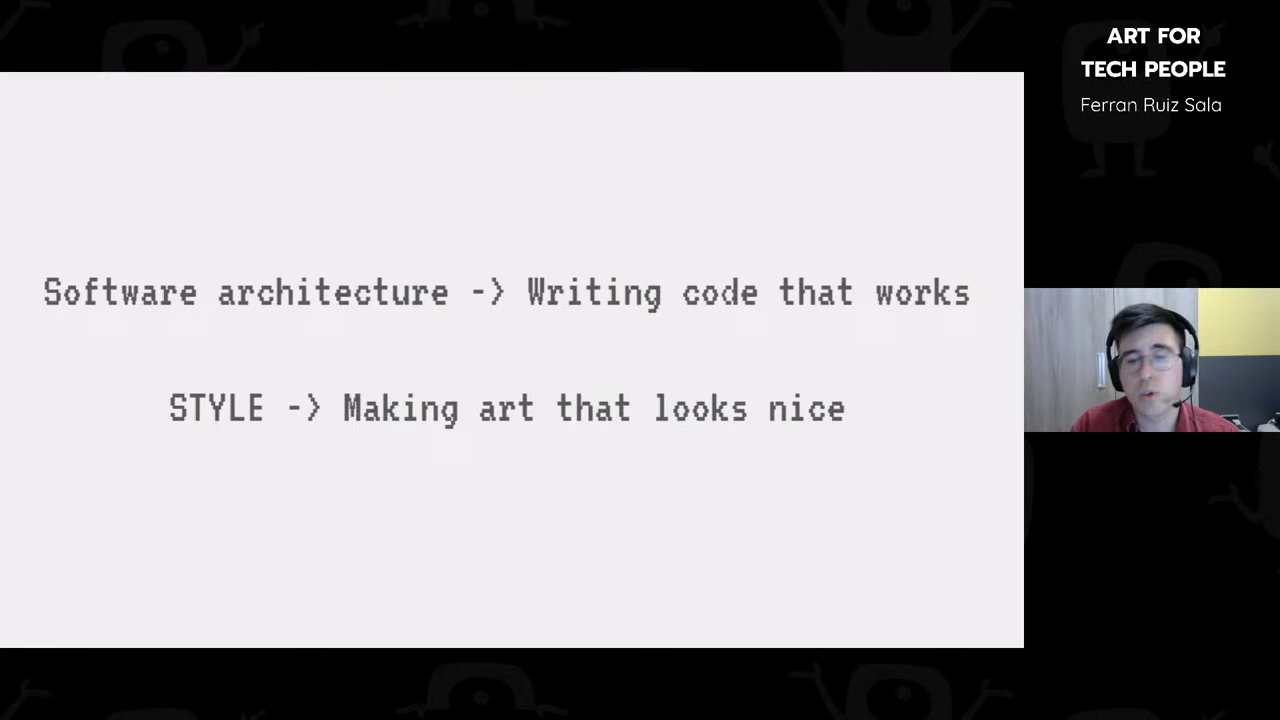 ART FOR
TECH PEOPLE
Ferran Ruiz Sala
Software architecture -> Writing code that works
STYLE -> Making art that looks nice